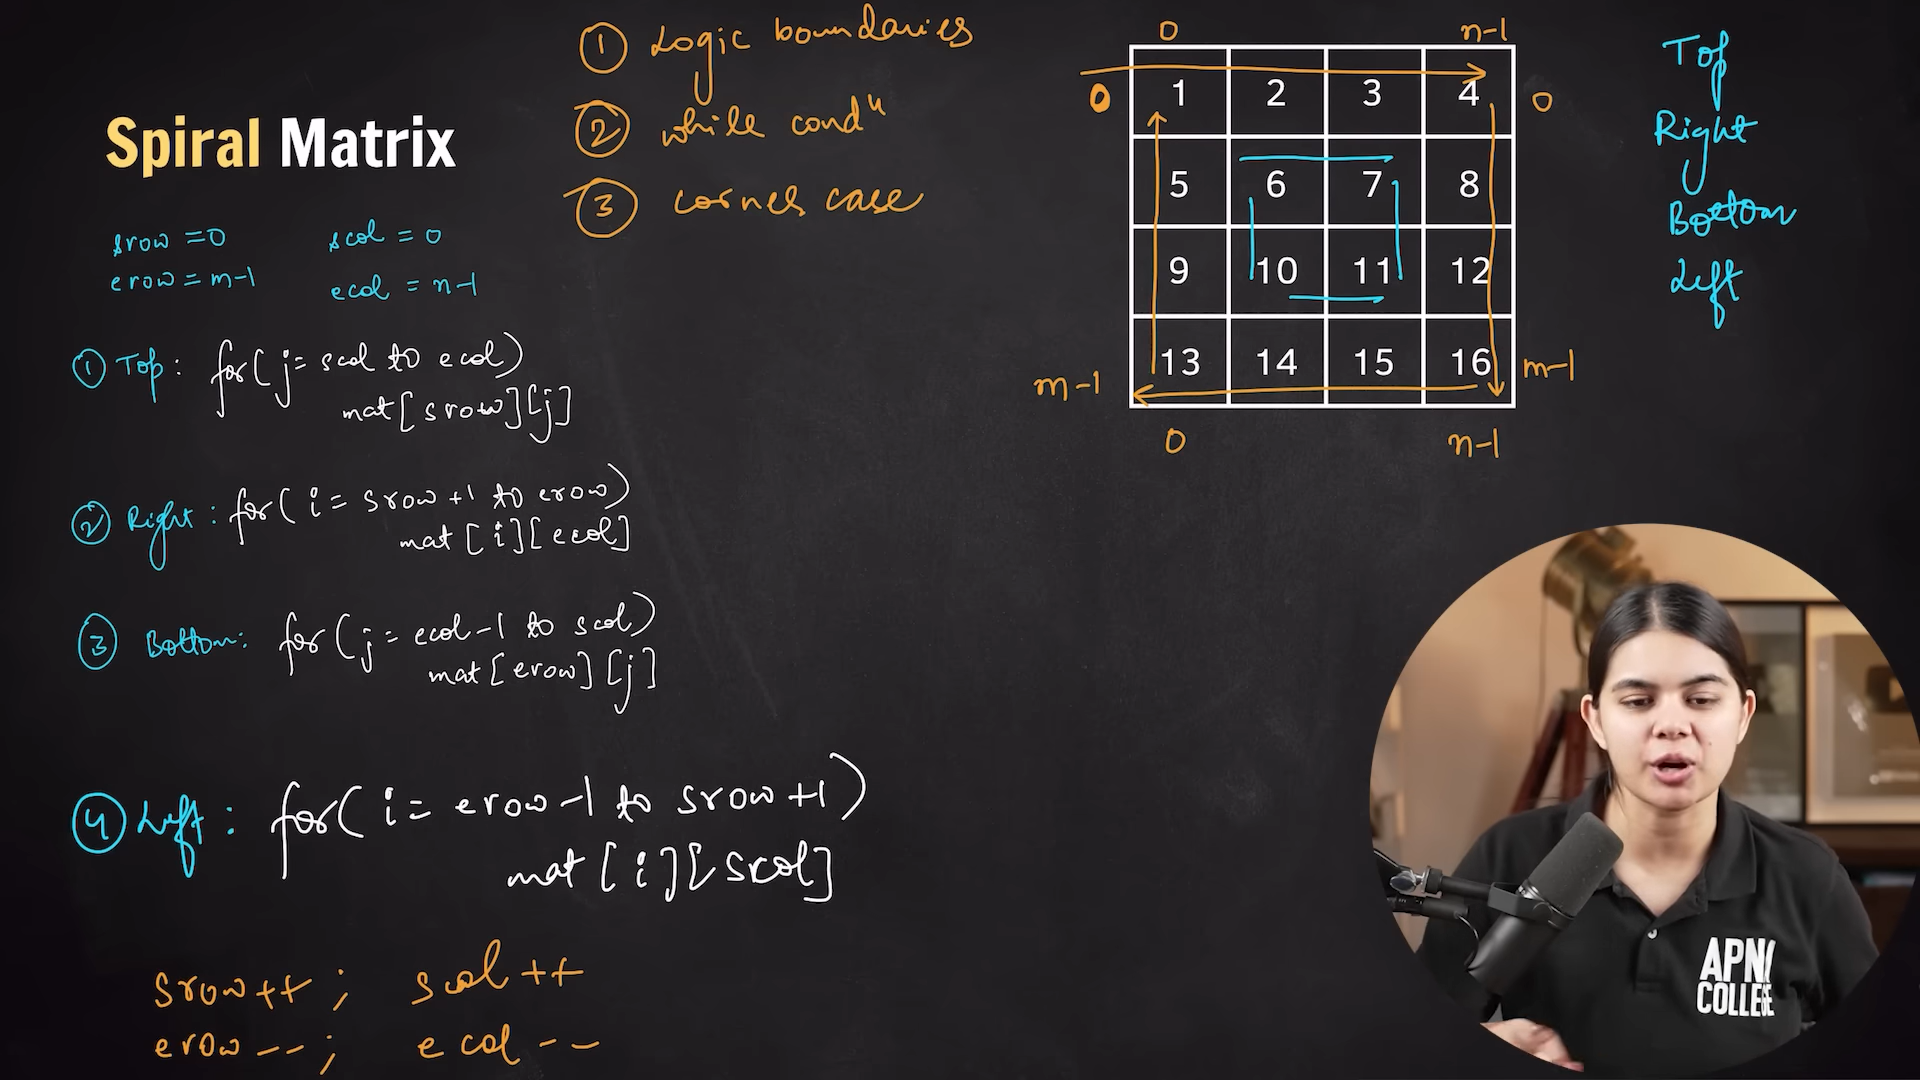 Spiral Matrix
srow = 0 scol = 0
erow = m-1 ecol = n-1
① Top: for( j= scol to ecol)
mat[srow][j]
② Right: for( i= srow+1 to erow)
mat[i][ecol]
③ Bottom: for(j= ecol-1 to scol)
mat[erow][j]
④ Left: for( i= erow-1 to srow+1)
mat[i][scol]
srow++; scol++
erow--; ecol--
① Logic boundaries
② while condⁿ
③ corner case
0 n-1
0 1 2 3 4 0
5 6 7 8
9 10 11 12
m-1 13 14 15 16 m-1
0 n-1
Top
Right
Bottom
Left
APNA
COLLEGE